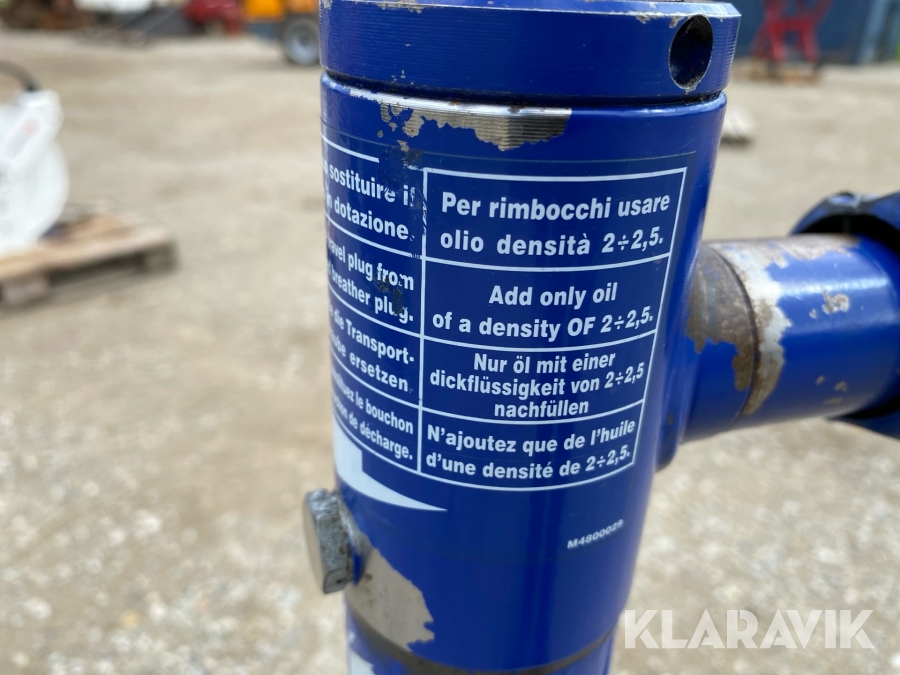 sostituire il
dotazione
Per rimbocchi usare
olio densità 2÷2,5.
travel plug from
breather plug.
Add only oil
of a density OF 2÷2,5.
die Transport-
ersetzen
Nur öl mit einer
dickflüssigkeit von 2÷2,5
nachfüllen
le bouchon
de décharge.
N'ajoutez que de l'huile
d'une densité de 2÷2,5.
M4800029
KLARAVIK